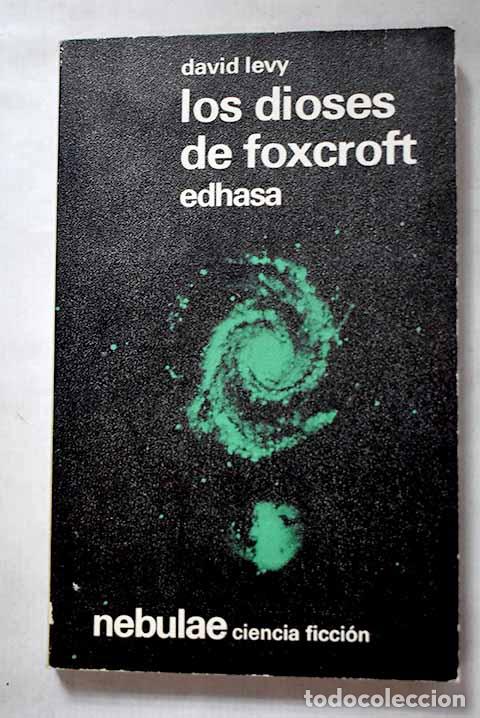 david levy
los dioses
de foxcroft
edhasa
nebulae ciencia ficción
todocoleccion